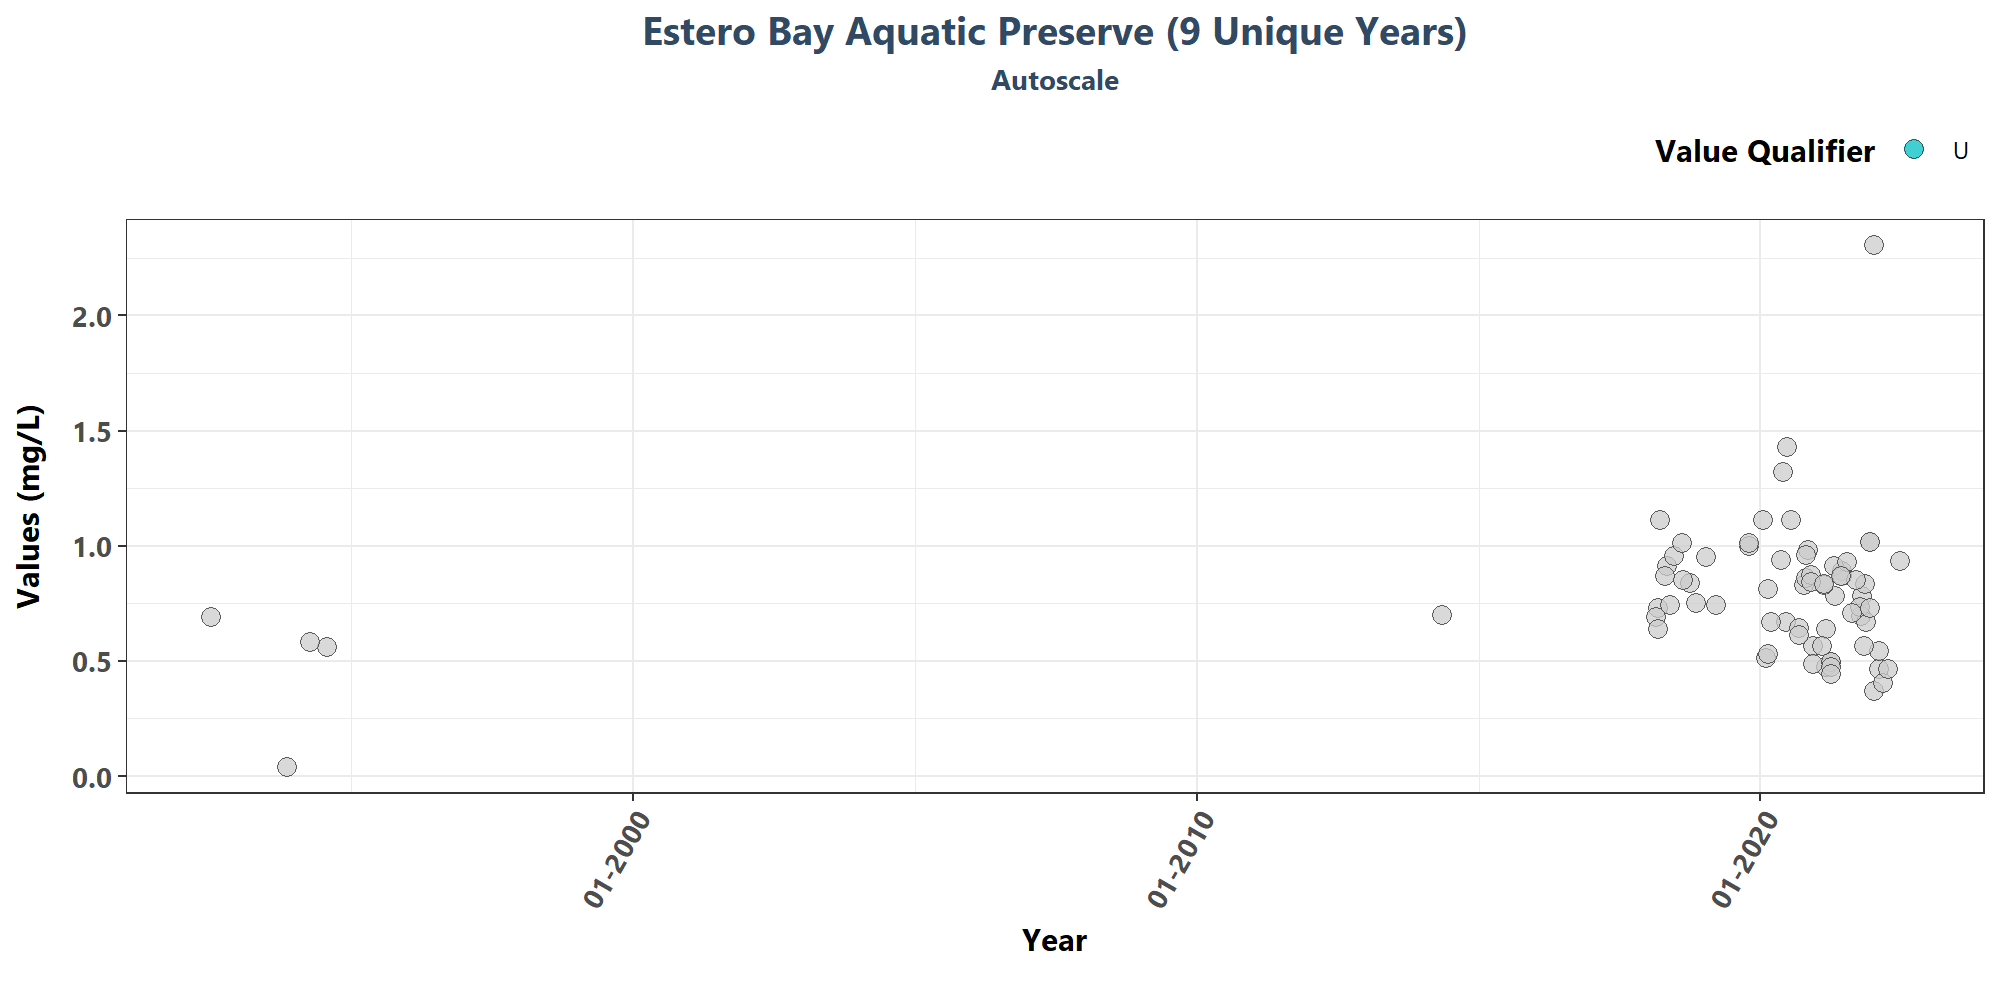 Estero Bay Aquatic Preserve (9 Unique Years)
Autoscale
Value Qualifier U
Values (mg/L)
2.0
1.5
1.0
0.5
0.0
01-2000 01-2010 01-2020
Year